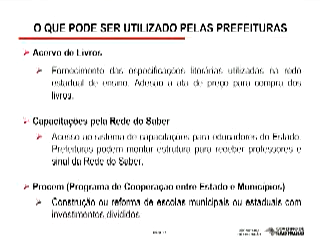 O QUE PODE SER UTILIZADO PELAS PREFEITURAS
Acervo de Livros
Fornecimento das especificações literárias utilizadas na rede
estadual de ensino. Adesão a ata de preço para compra dos
livros.
Capacitações pela Rede do Saber
Acesso ao sistema de capacitações para educadores do Estado.
Prefeituras podem montar estrutura para receber professores e
sinal da Rede do Saber.
Procem (Programa de Cooperação entre Estado e Municípios)
Construção ou reforma de escolas municipais ou estaduais com
investimentos divididos.